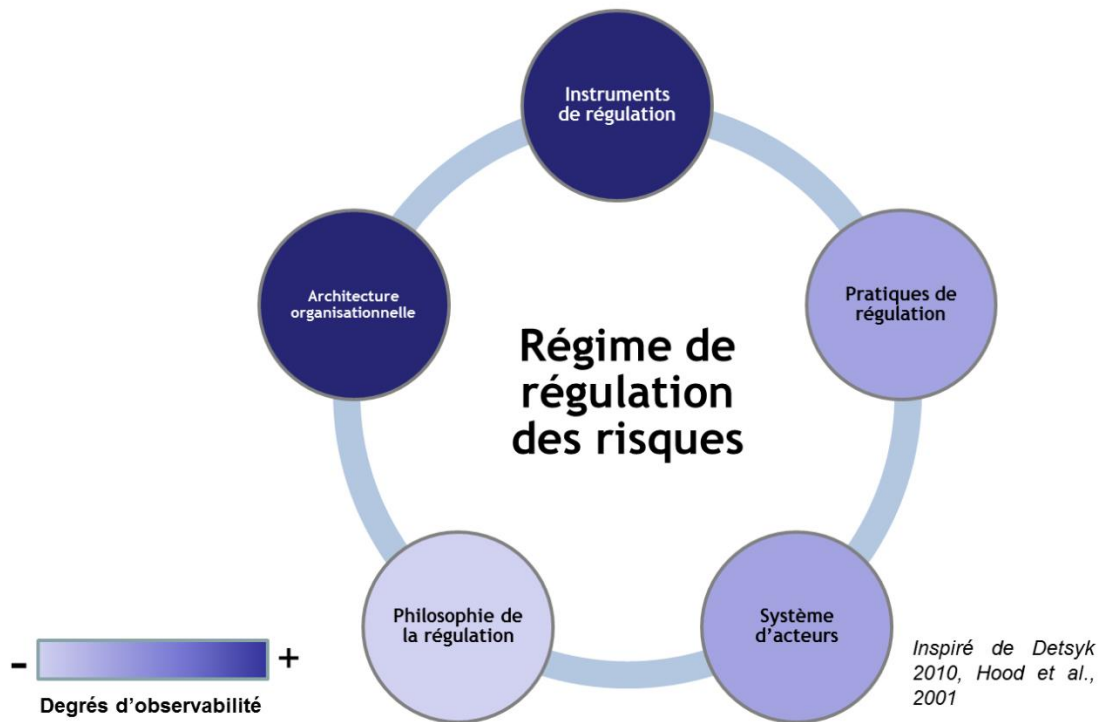 Instruments
de régulation
Architecture
organisationnelle
Pratiques de
régulation
Régime de
régulation
des risques
Philosophie de
la régulation
Système
d'acteurs
- +
Degrés d'observabilité
Inspiré de Detsyk
2010, Hood et al.,
2001